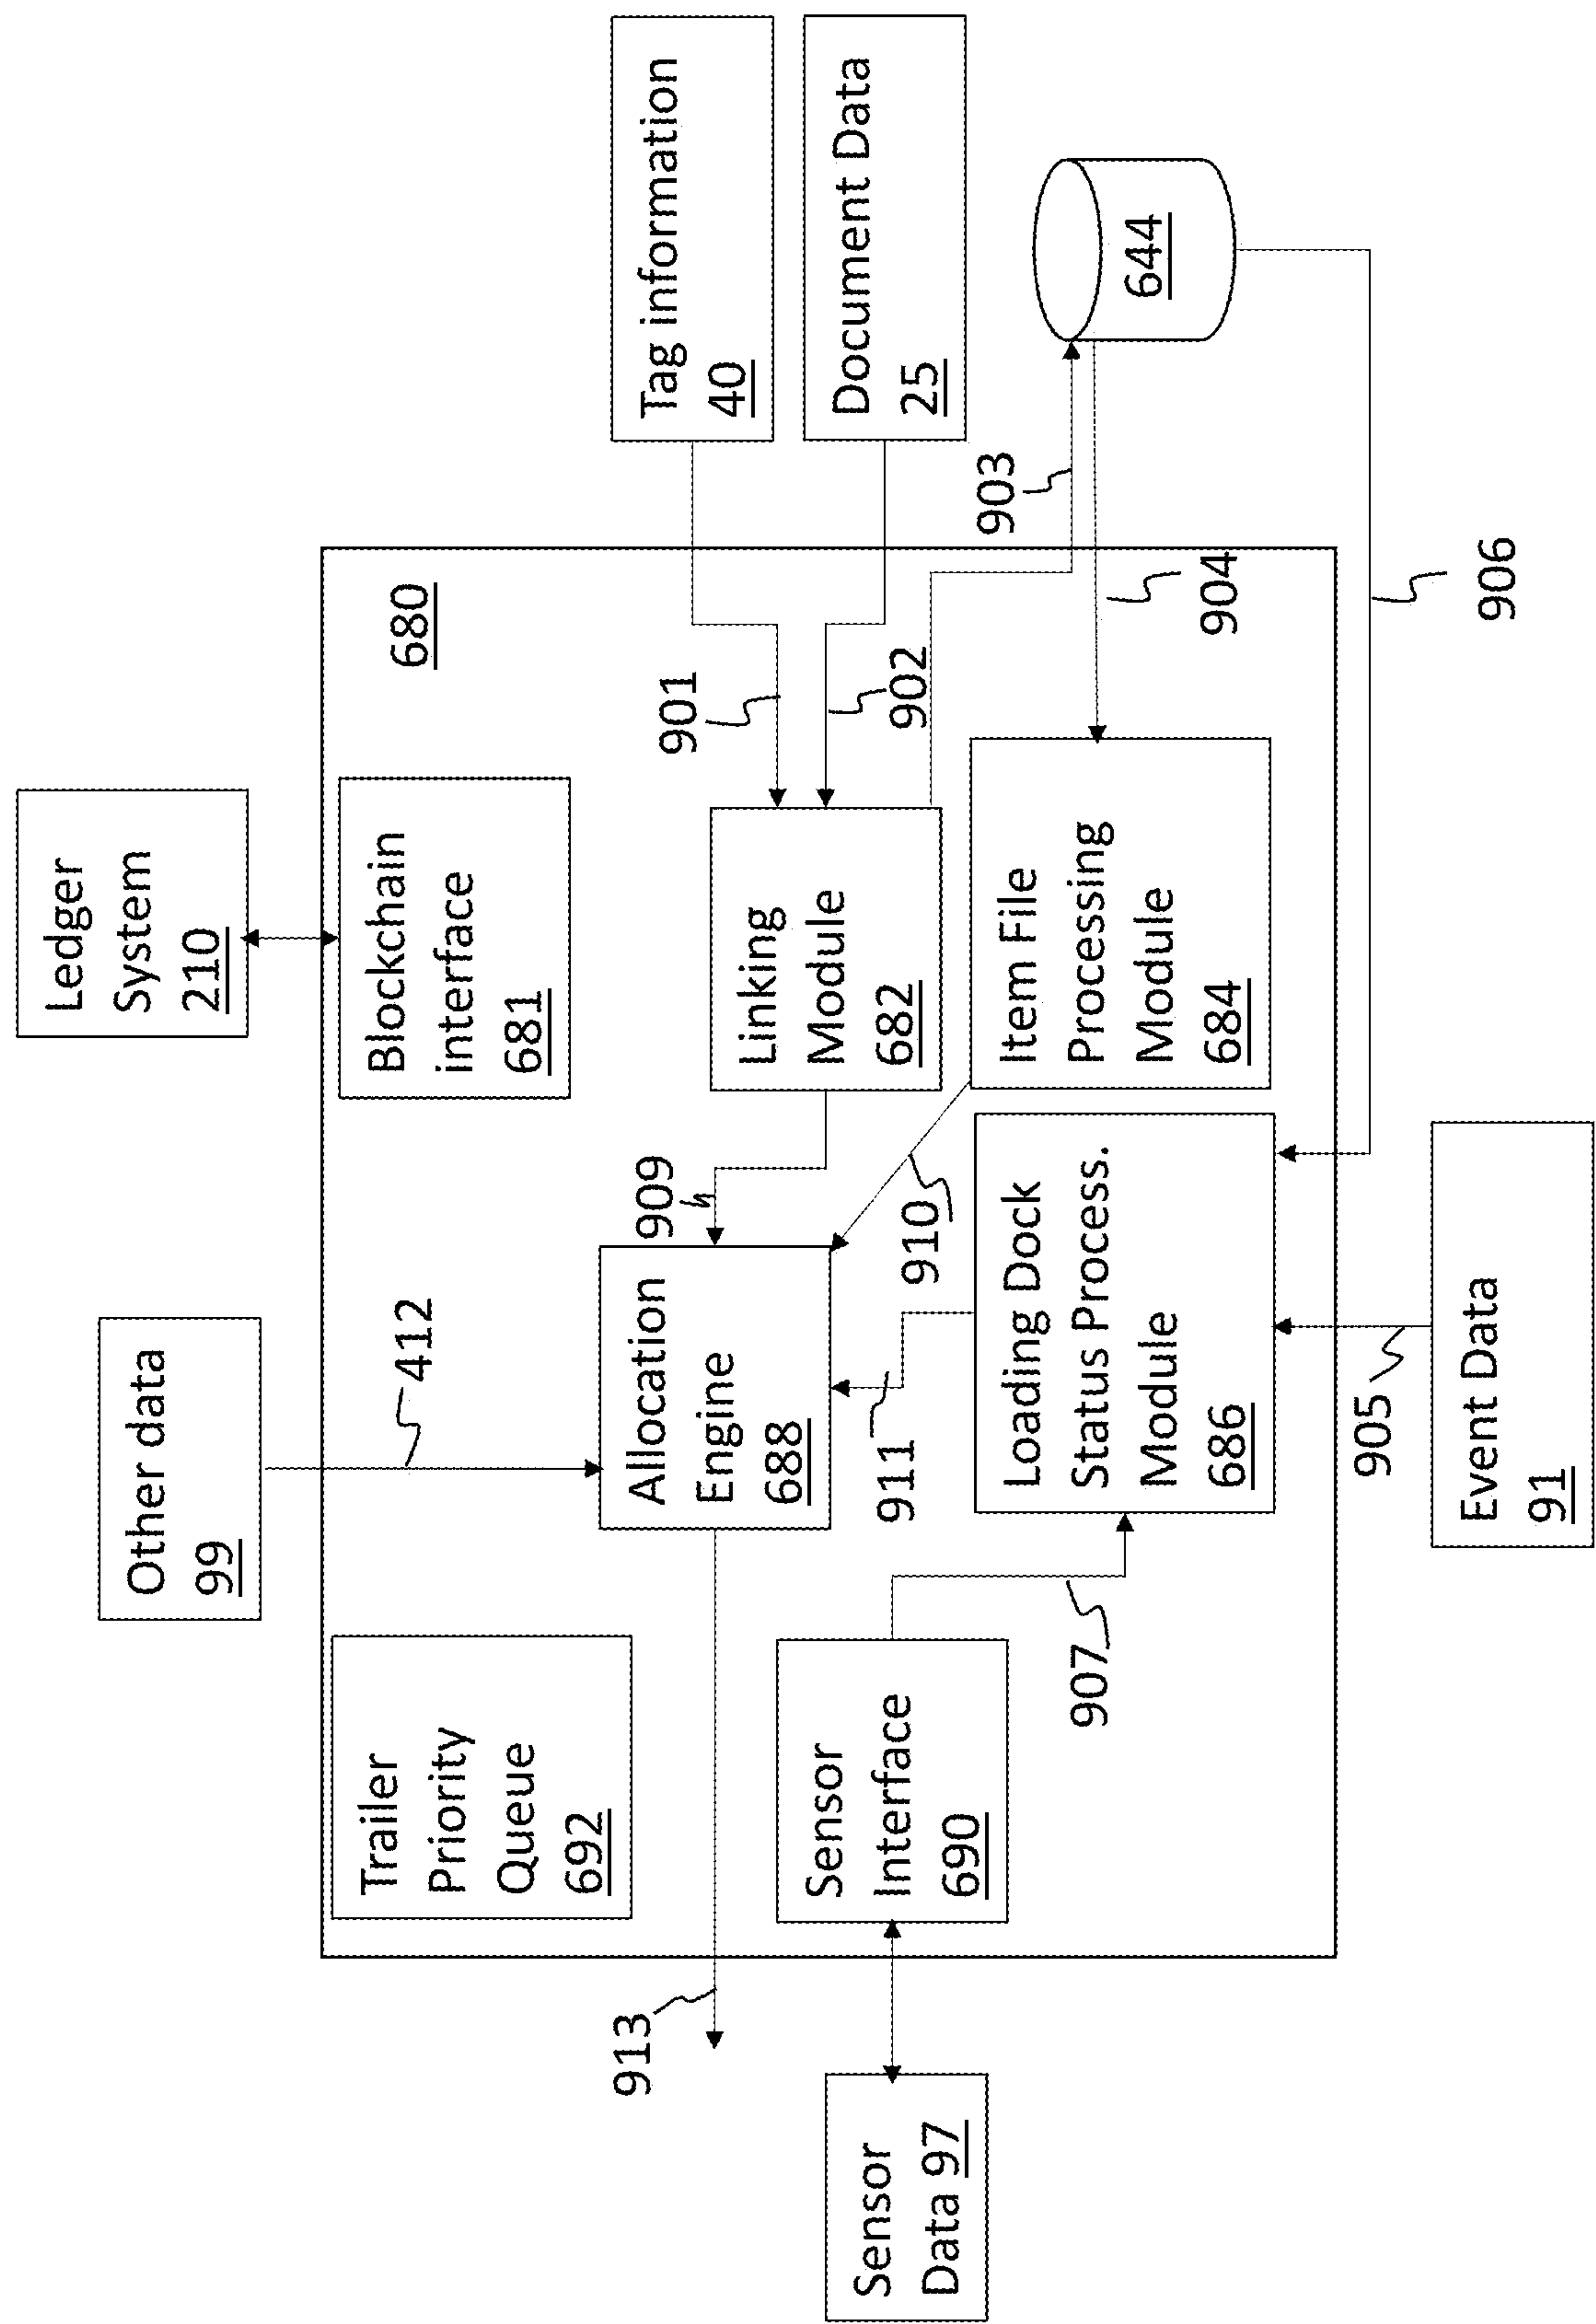 Ledger
System
210
Other data
99
412
Trailer
Priority
Queue
692
Blockchain
interface
681
680
913
Allocation
Engine
688
909
901
Tag information
40
Linking
Module
682
902
Document Data
25
Sensor
Data 97
Sensor
Interface
690
911
910
903
907
Loading Dock
Status Process.
Module
686
Item File
Processing
Module
684
904
644
905
906
Event Data
91